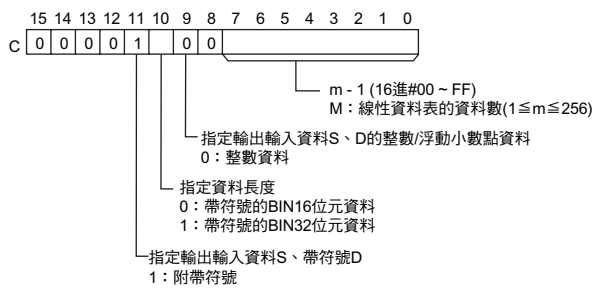 15 14 13 12 11 10 9 8 7 6 5 4 3 2 1 0
C 0 0 0 0 1 0 0
m - 1 (16進#00 ~ FF)
M：線性資料表的資料數(1≦m≦256)
指定輸出輸入資料S、D的整數/浮動小數點資料
0：整數資料
指定資料長度
0：帶符號的BIN16位元資料
1：帶符號的BIN32位元資料
指定輸出輸入資料S、帶符號D
1：附帶符號